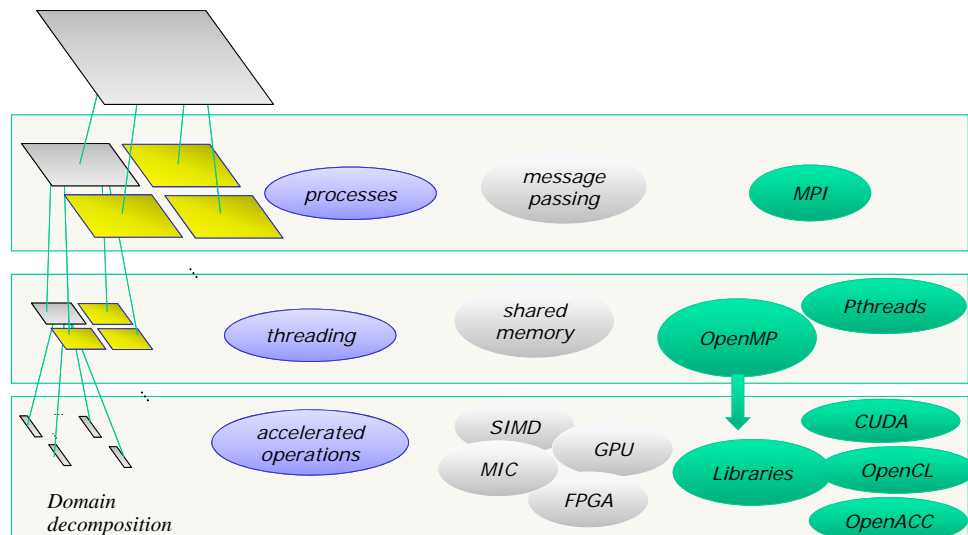 processes
message
passing
MPI
threading
shared
memory
OpenMP
Pthreads
accelerated
operations
SIMD
GPU
MIC
FPGA
Libraries
CUDA
OpenCL
OpenACC
Domain
decomposition